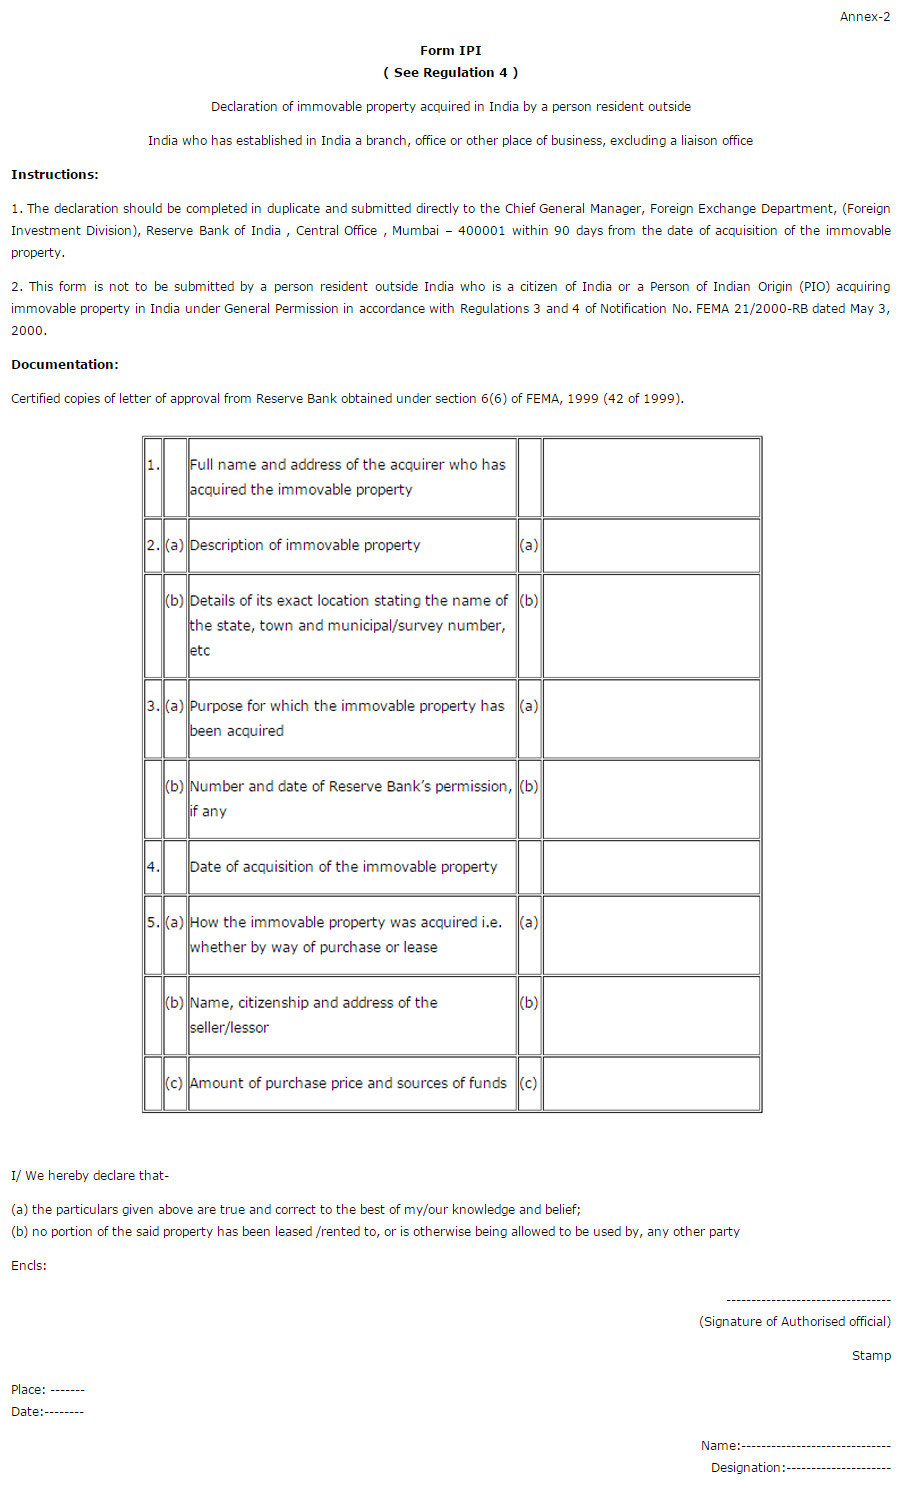 Annex-2
Form IPI
( See Regulation 4 )
Declaration of immovable property acquired in India by a person resident outside
India who has established in India a branch, office or other place of business, excluding a liaison office
Instructions:
1. The declaration should be completed in duplicate and submitted directly to the Chief General Manager, Foreign Exchange Department, (Foreign
Investment Division), Reserve Bank of India , Central Office , Mumbai – 400001 within 90 days from the date of acquisition of the immovable
property.
2. This form is not to be submitted by a person resident outside India who is a citizen of India or a Person of Indian Origin (PIO) acquiring
immovable property in India under General Permission in accordance with Regulations 3 and 4 of Notification No. FEMA 21/2000-RB dated May 3,
2000.
Documentation:
Certified copies of letter of approval from Reserve Bank obtained under section 6(6) of FEMA, 1999 (42 of 1999).
1. Full name and address of the acquirer who has
acquired the immovable property
2. (a) Description of immovable property (a)
(b) Details of its exact location stating the name of (b)
the state, town and municipal/survey number,
etc
3. (a) Purpose for which the immovable property has (a)
been acquired
(b) Number and date of Reserve Bank’s permission, (b)
if any
4. Date of acquisition of the immovable property
5. (a) How the immovable property was acquired i.e. (a)
whether by way of purchase or lease
(b) Name, citizenship and address of the (b)
seller/lessor
(c) Amount of purchase price and sources of funds (c)
I/ We hereby declare that-
(a) the particulars given above are true and correct to the best of my/our knowledge and belief;
(b) no portion of the said property has been leased /rented to, or is otherwise being allowed to be used by, any other party
Encls:
---------------------------------
(Signature of Authorised official)
Stamp
Place: -------
Date:--------
Name:------------------------------
Designation:---------------------